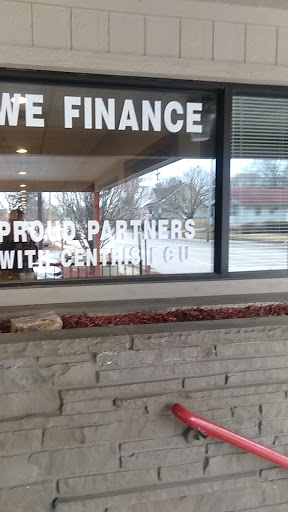 WE FINANCE
PROUD PARTNERS
WITH CENTRIS FCU